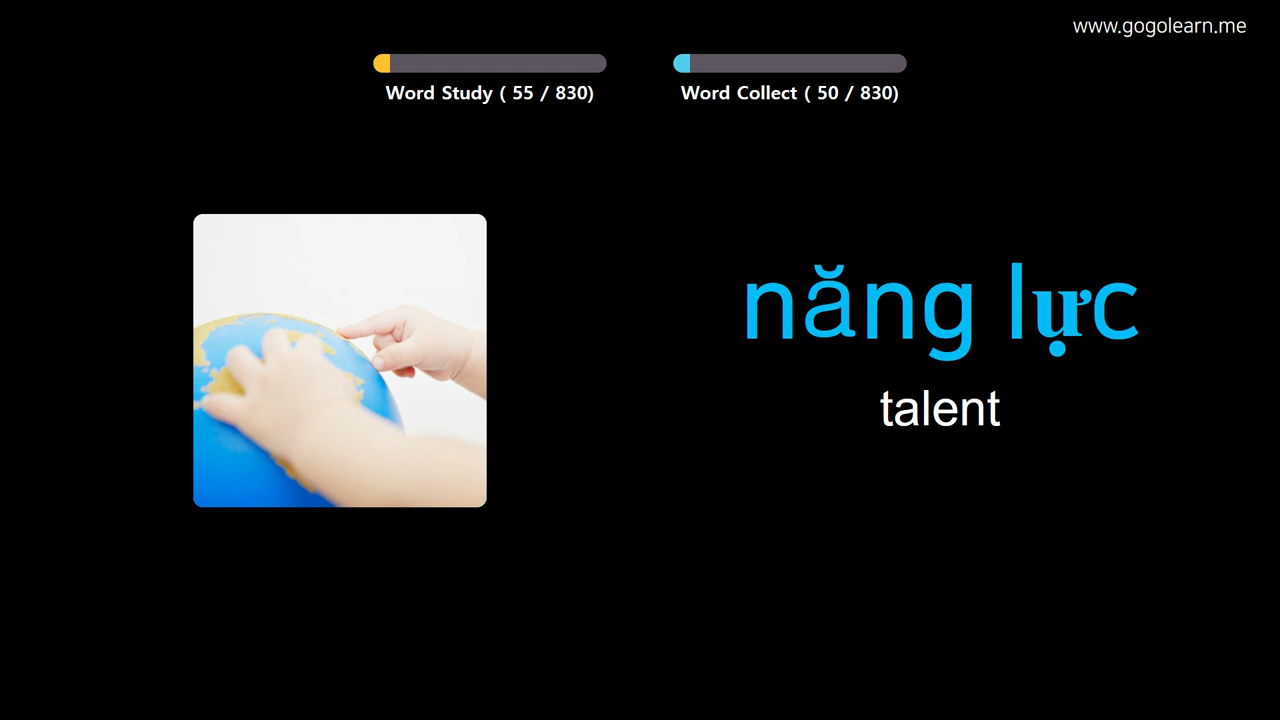 www.gogolearn.me
Word Study ( 55 / 830)
Word Collect ( 50 / 830)
năng lực
talent